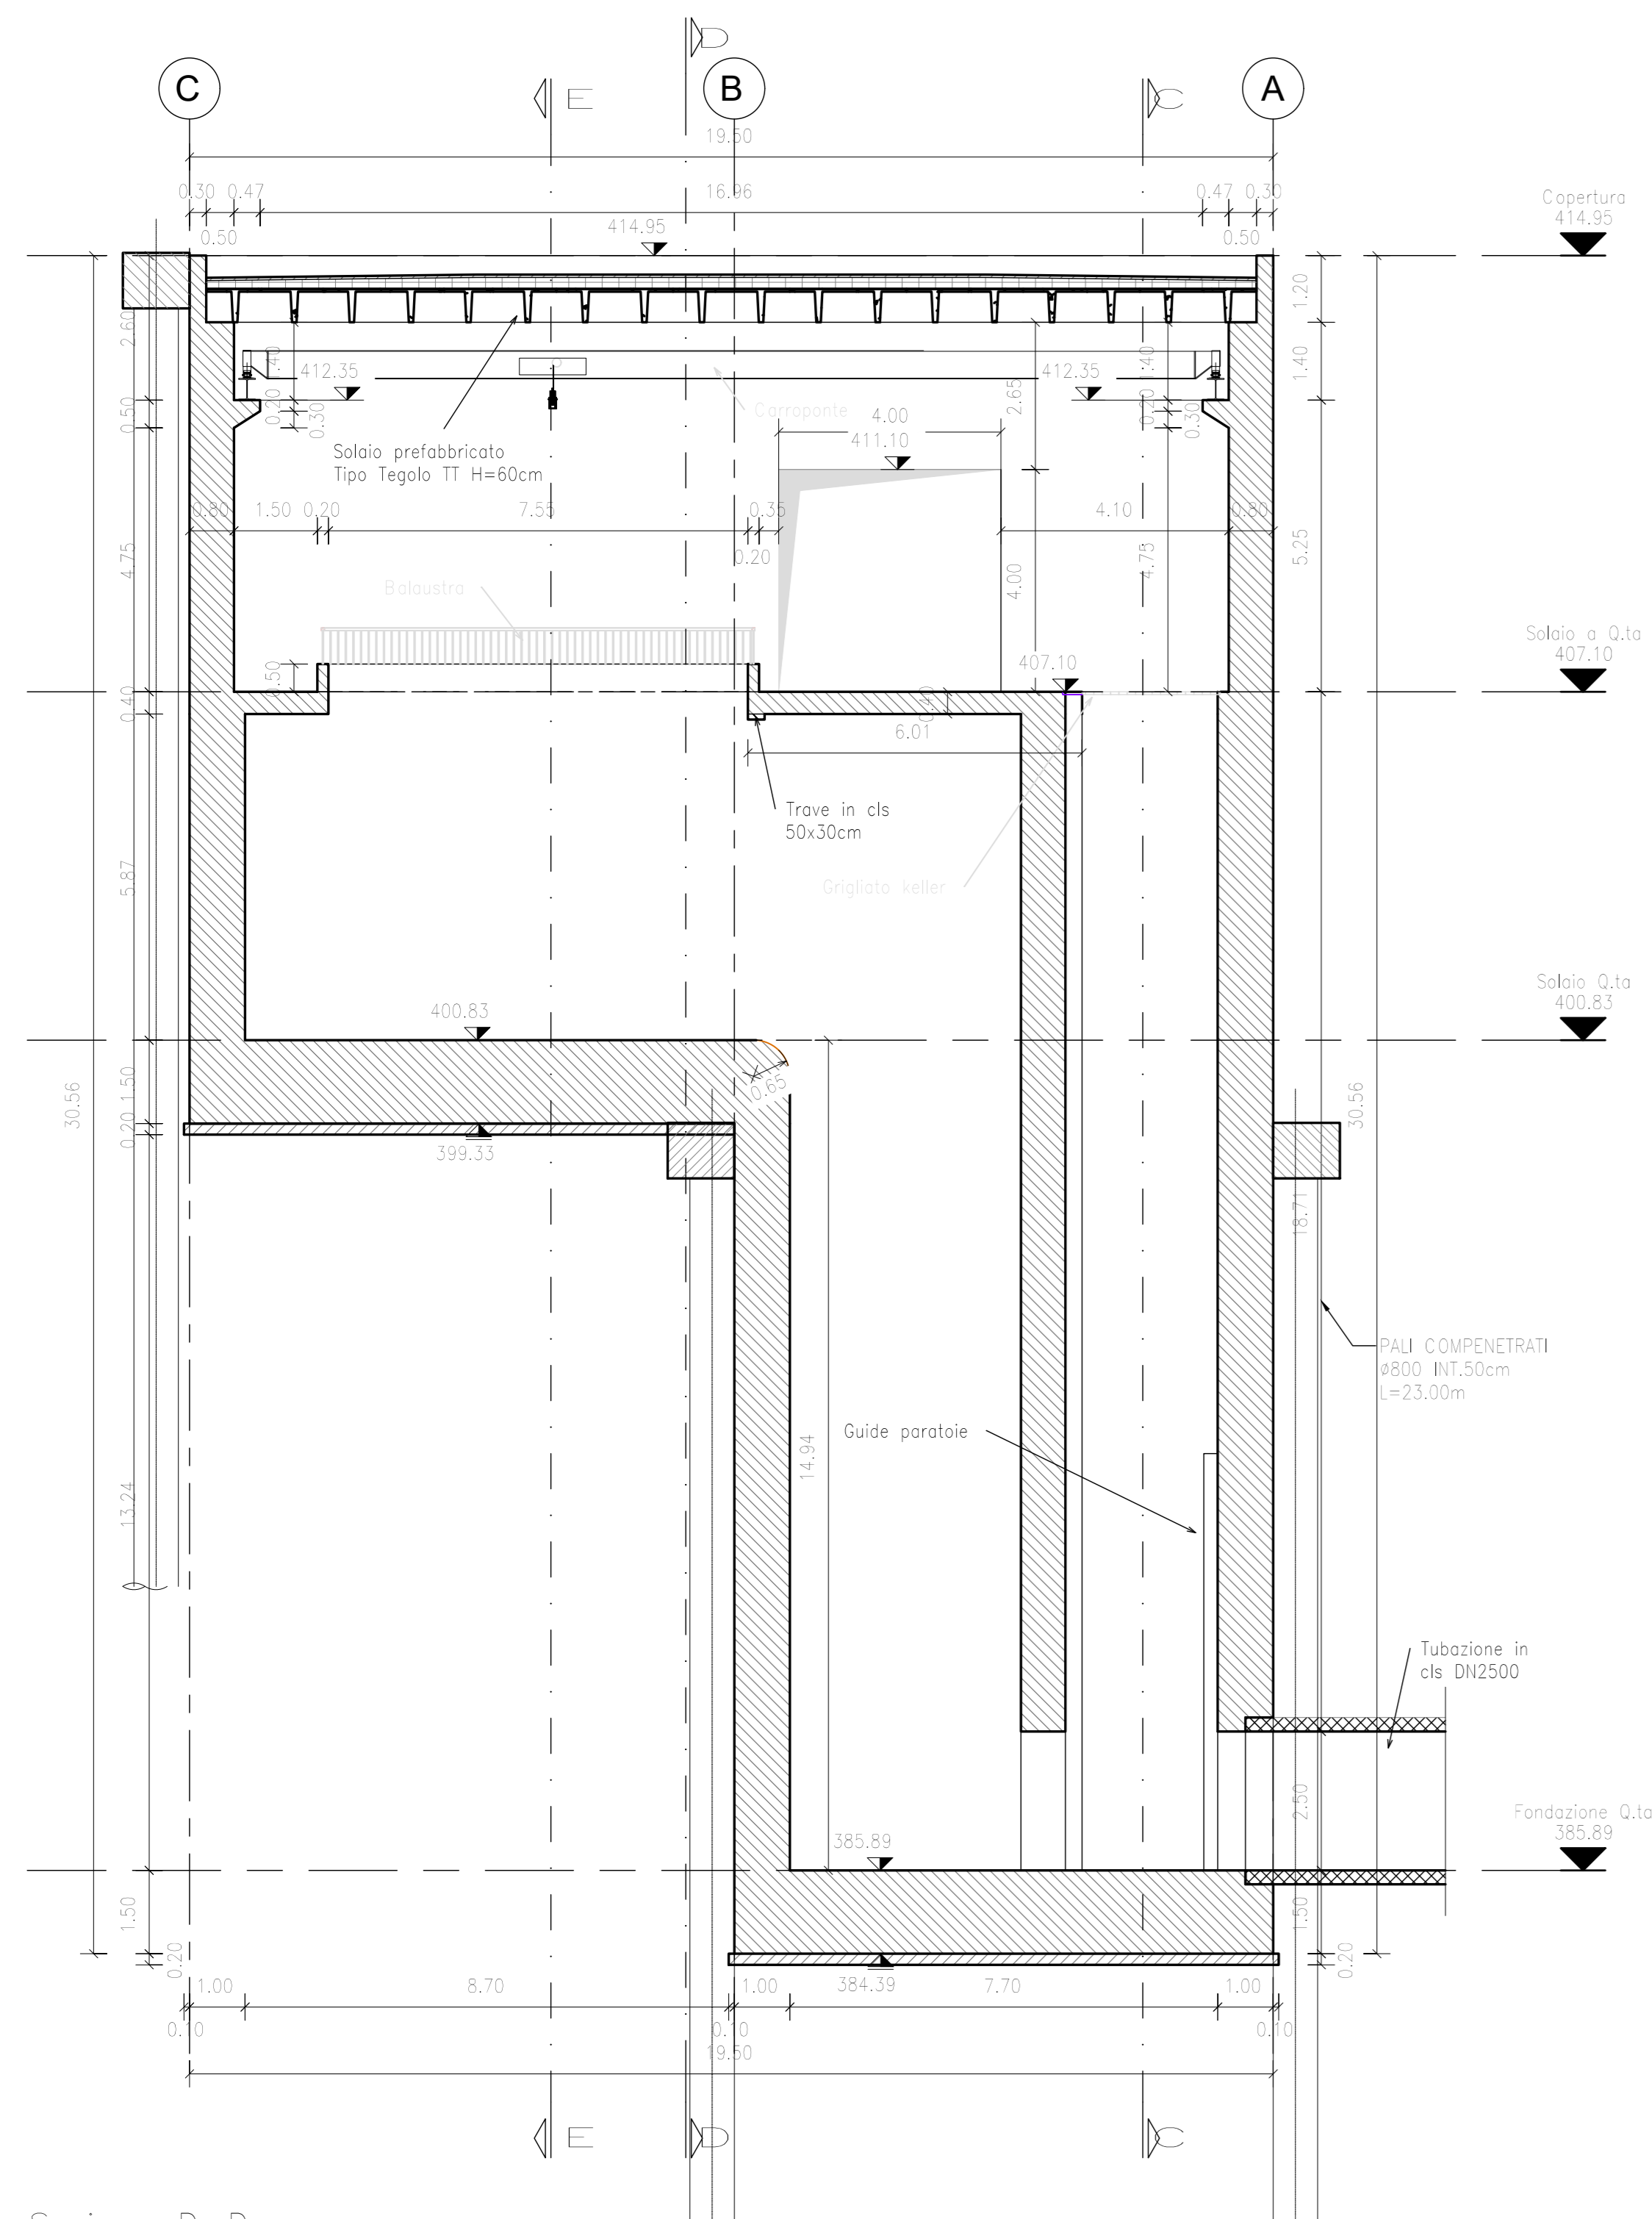 D
C
E
B
C
A
19.50
0.30
0.47
16.96
0.47
0.30
0.50
0.50
414.95
Copertura
414.95
2.60
1.40
412.35
1.40
412.35
1.20
1.40
0.50
0.20
0.30
2.65
0.20
0.30
Carroponte
4.00
411.10
Solaio prefabbricato
Tipo Tegolo TT H=60cm
0.80
1.50
0.20
7.55
0.35
0.20
4.10
0.80
4.75
4.00
4.75
5.25
Balaustra
0.50
407.10
Solaio a Q.ta
407.10
0.40
0.40
6.01
Trave in cls
50x30cm
Grigliato keller
5.87
400.83
Solaio Q.ta
400.83
0.65
30.56
1.50
0.20
30.56
399.33
18.71
PALI COMPENETRATI
ø800 INT.50cm
L=23.00m
Guide paratoie
14.94
13.24
Tubazione in
cls DN2500
2.50
385.89
Fondazione Q.ta
385.89
1.50
1.50
0.20
0.20
1.00
8.70
1.00
384.39
7.70
1.00
0.10
0.10
0.10
19.50
E
D
C